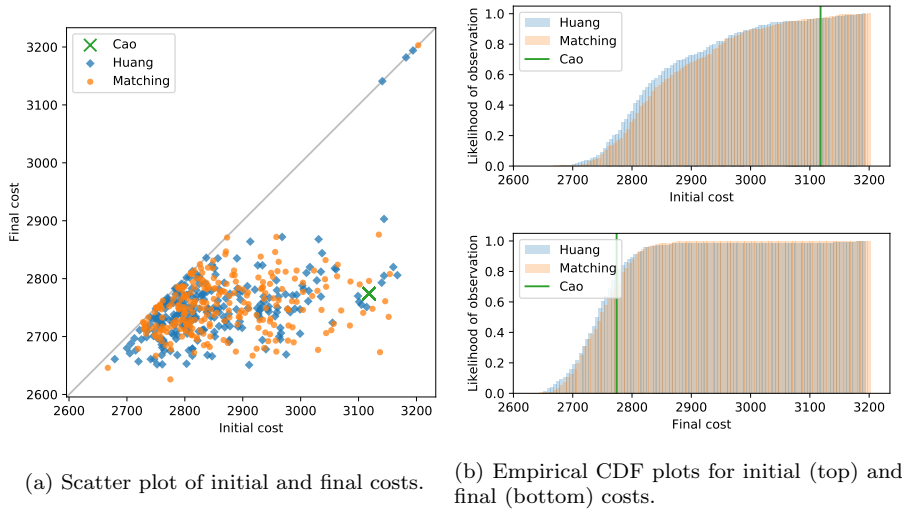 3200
3100
3000
2900
2800
2700
2600
Final cost
Cao
Huang
Matching
2600 2700 2800 2900 3000 3100 3200
Initial cost
(a) Scatter plot of initial and final costs.
Likelihood of observation
1.0
0.8
0.6
0.4
0.2
0.0
Huang
Matching
Cao
2600 2700 2800 2900 3000 3100 3200
Initial cost
Likelihood of observation
1.0
0.8
0.6
0.4
0.2
0.0
Huang
Matching
Cao
2600 2700 2800 2900 3000 3100 3200
Final cost
(b) Empirical CDF plots for initial (top) and
final (bottom) costs.